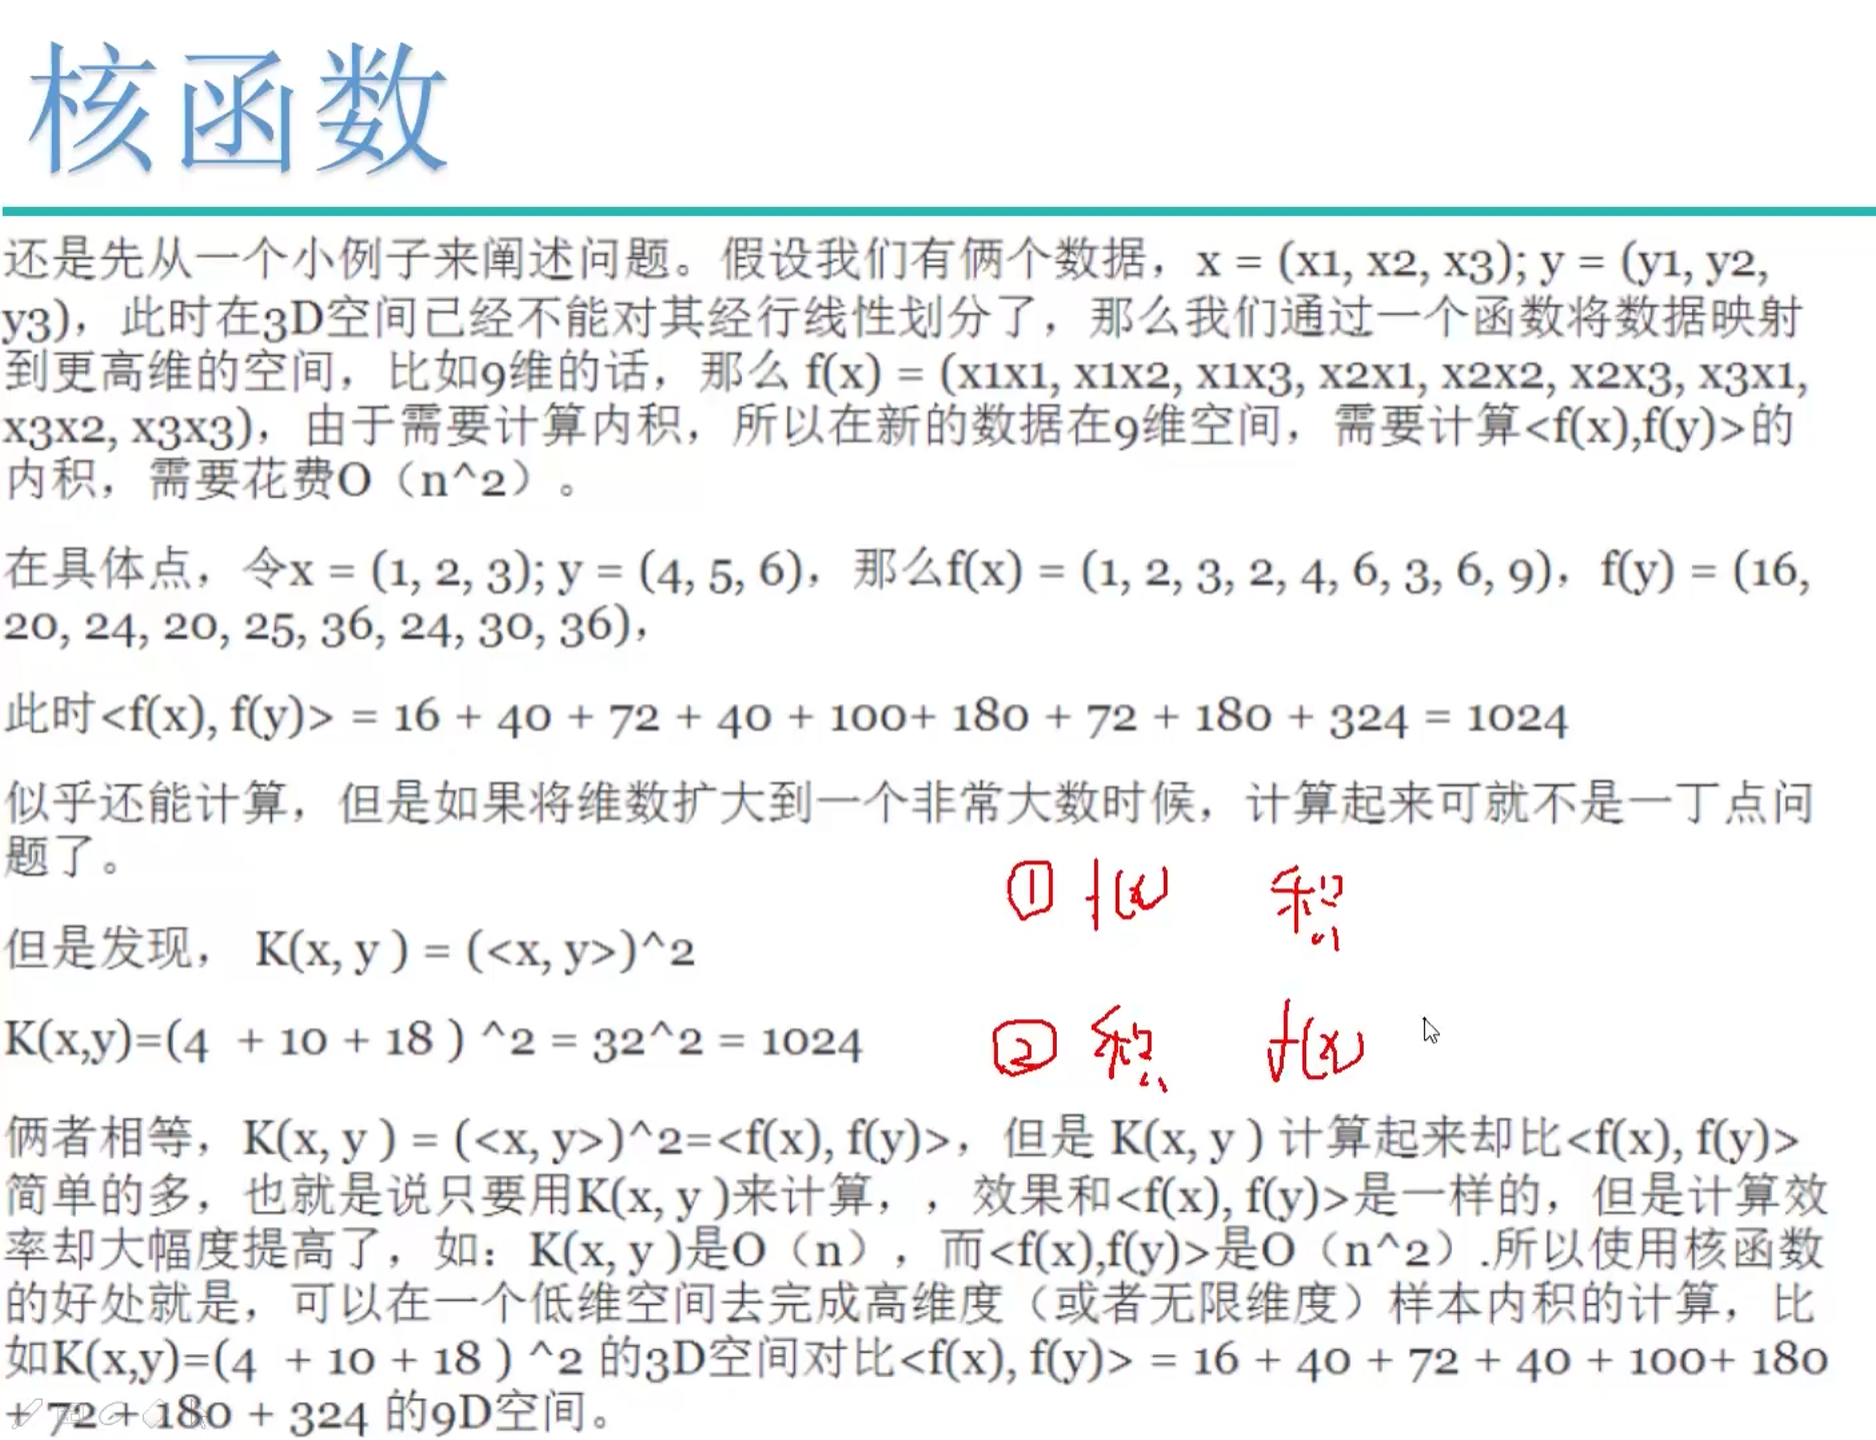 核函数
还是先从一个小例子来阐述问题。假设我们有俩个数据，x = (x1, x2, x3); y = (y1, y2,
y3)，此时在3D空间已经不能对其经行线性划分了，那么我们通过一个函数将数据映射
到更高维的空间，比如9维的话，那么 f(x) = (x1x1, x1x2, x1x3, x2x1, x2x2, x2x3, x3x1,
x3x2, x3x3)，由于需要计算内积，所以在新的数据在9维空间，需要计算<f(x),f(y)>的
内积，需要花费O（n^2）。
在具体点，令x = (1, 2, 3); y = (4, 5, 6)，那么f(x) = (1, 2, 3, 2, 4, 6, 3, 6, 9)，f(y) = (16,
20, 24, 20, 25, 36, 24, 30, 36)，
此时<f(x), f(y)> = 16 + 40 + 72 + 40 + 100+ 180 + 72 + 180 + 324 = 1024
似乎还能计算，但是如果将维数扩大到一个非常大数时候，计算起来可就不是一丁点问
题了。
① f(x) 积
但是发现， K(x, y ) = (<x, y>)^2
K(x,y)=(4 + 10 + 18 ) ^2 = 32^2 = 1024
② 积 f(x)
俩者相等，K(x, y ) = (<x, y>)^2=<f(x), f(y)>，但是 K(x, y ) 计算起来却比<f(x), f(y)>
简单的多，也就是说只要用K(x, y )来计算，，效果和<f(x), f(y)>是一样的，但是计算效
率却大幅度提高了，如：K(x, y )是O（n），而<f(x),f(y)>是O（n^2）.所以使用核函数
的好处就是，可以在一个低维空间去完成高维度（或者无限维度）样本内积的计算，比
如K(x,y)=(4 + 10 + 18 ) ^2 的3D空间对比<f(x), f(y)> = 16 + 40 + 72 + 40 + 100+ 180
+ 72 + 180 + 324 的9D空间。